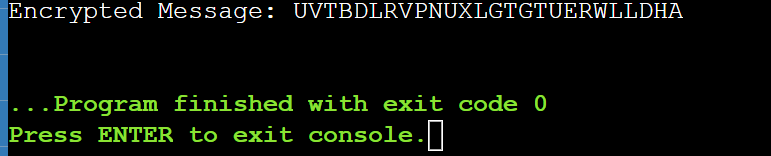 Encrypted Message: UVTBDLRVPNUXLGTGTUERWLLDHA
...Program finished with exit code 0
Press ENTER to exit console.